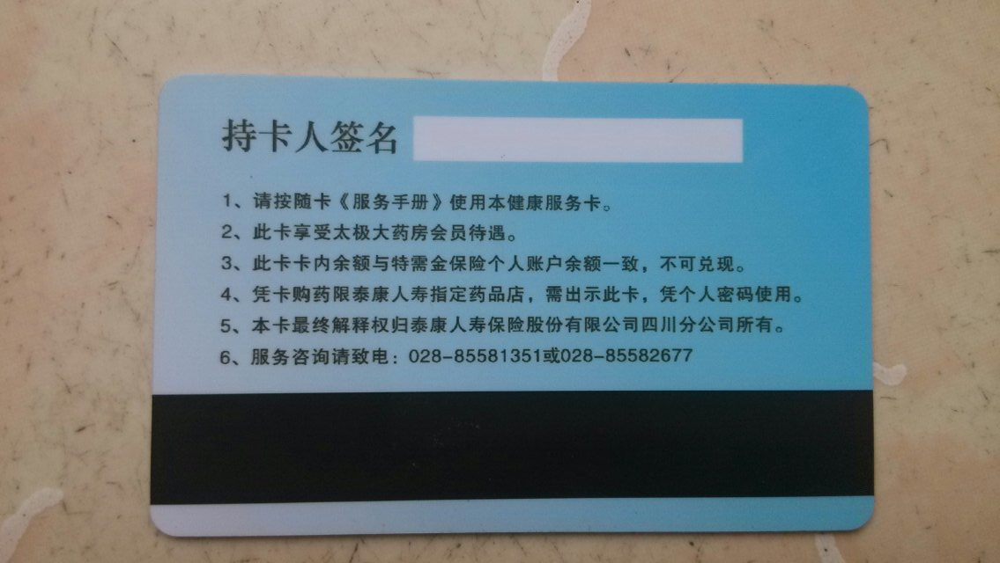 持卡人签名
1、请按随卡《服务手册》使用本健康服务卡。
2、此卡享受太极大药房会员待遇。
3、此卡卡内余额与特需金保险个人账户余额一致，不可兑现。
4、凭卡购药限泰康人寿指定药品店，需出示此卡，凭个人密码使用。
5、本卡最终解释权归泰康人寿保险股份有限公司四川分公司所有。
6、服务咨询请致电：028-85581351或028-85582677